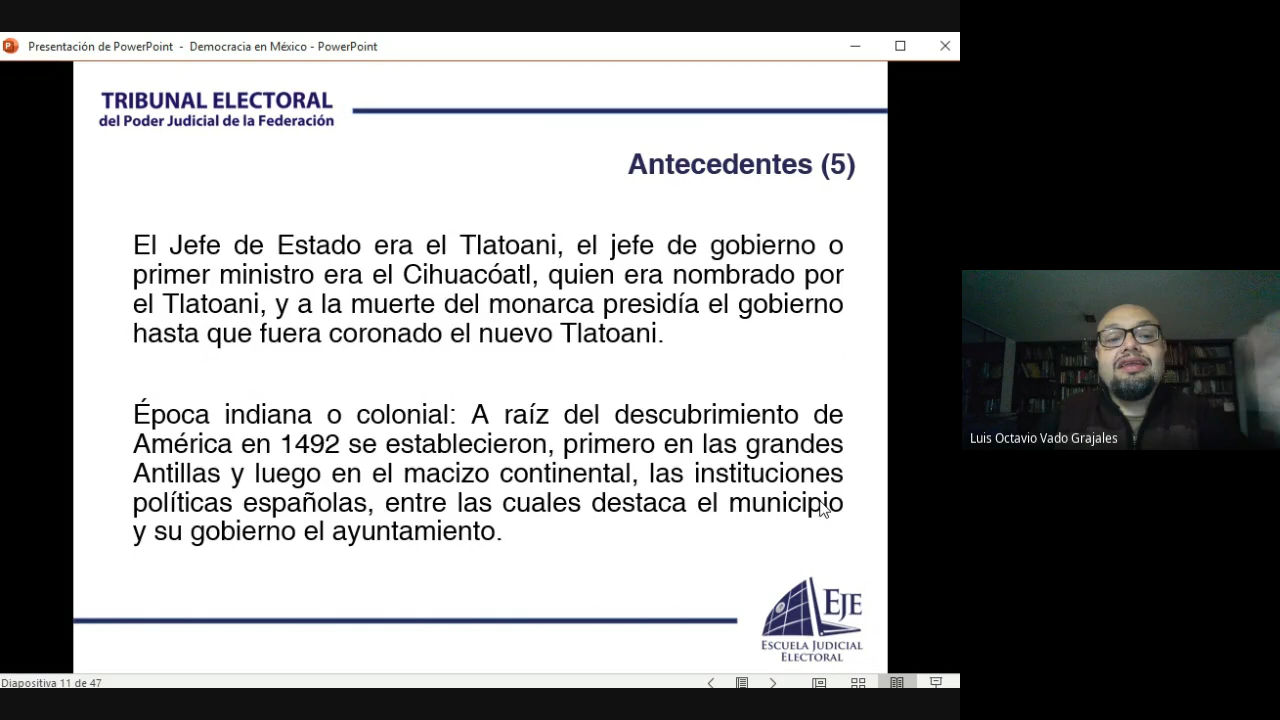 Presentación de PowerPoint - Democracia en México - PowerPoint
TRIBUNAL ELECTORAL
del Poder Judicial de la Federación
Antecedentes (5)
El Jefe de Estado era el Tlatoani, el jefe de gobierno o
primer ministro era el Cihuacóatl, quien era nombrado por
el Tlatoani, y a la muerte del monarca presidía el gobierno
hasta que fuera coronado el nuevo Tlatoani.
Época indiana o colonial: A raíz del descubrimiento de
América en 1492 se establecieron, primero en las grandes
Antillas y luego en el macizo continental, las instituciones
políticas españolas, entre las cuales destaca el municipio
y su gobierno el ayuntamiento.
EJE
ESCUELA JUDICIAL
ELECTORAL
Diapositiva 11 de 47
Luis Octavio Vado Grajales